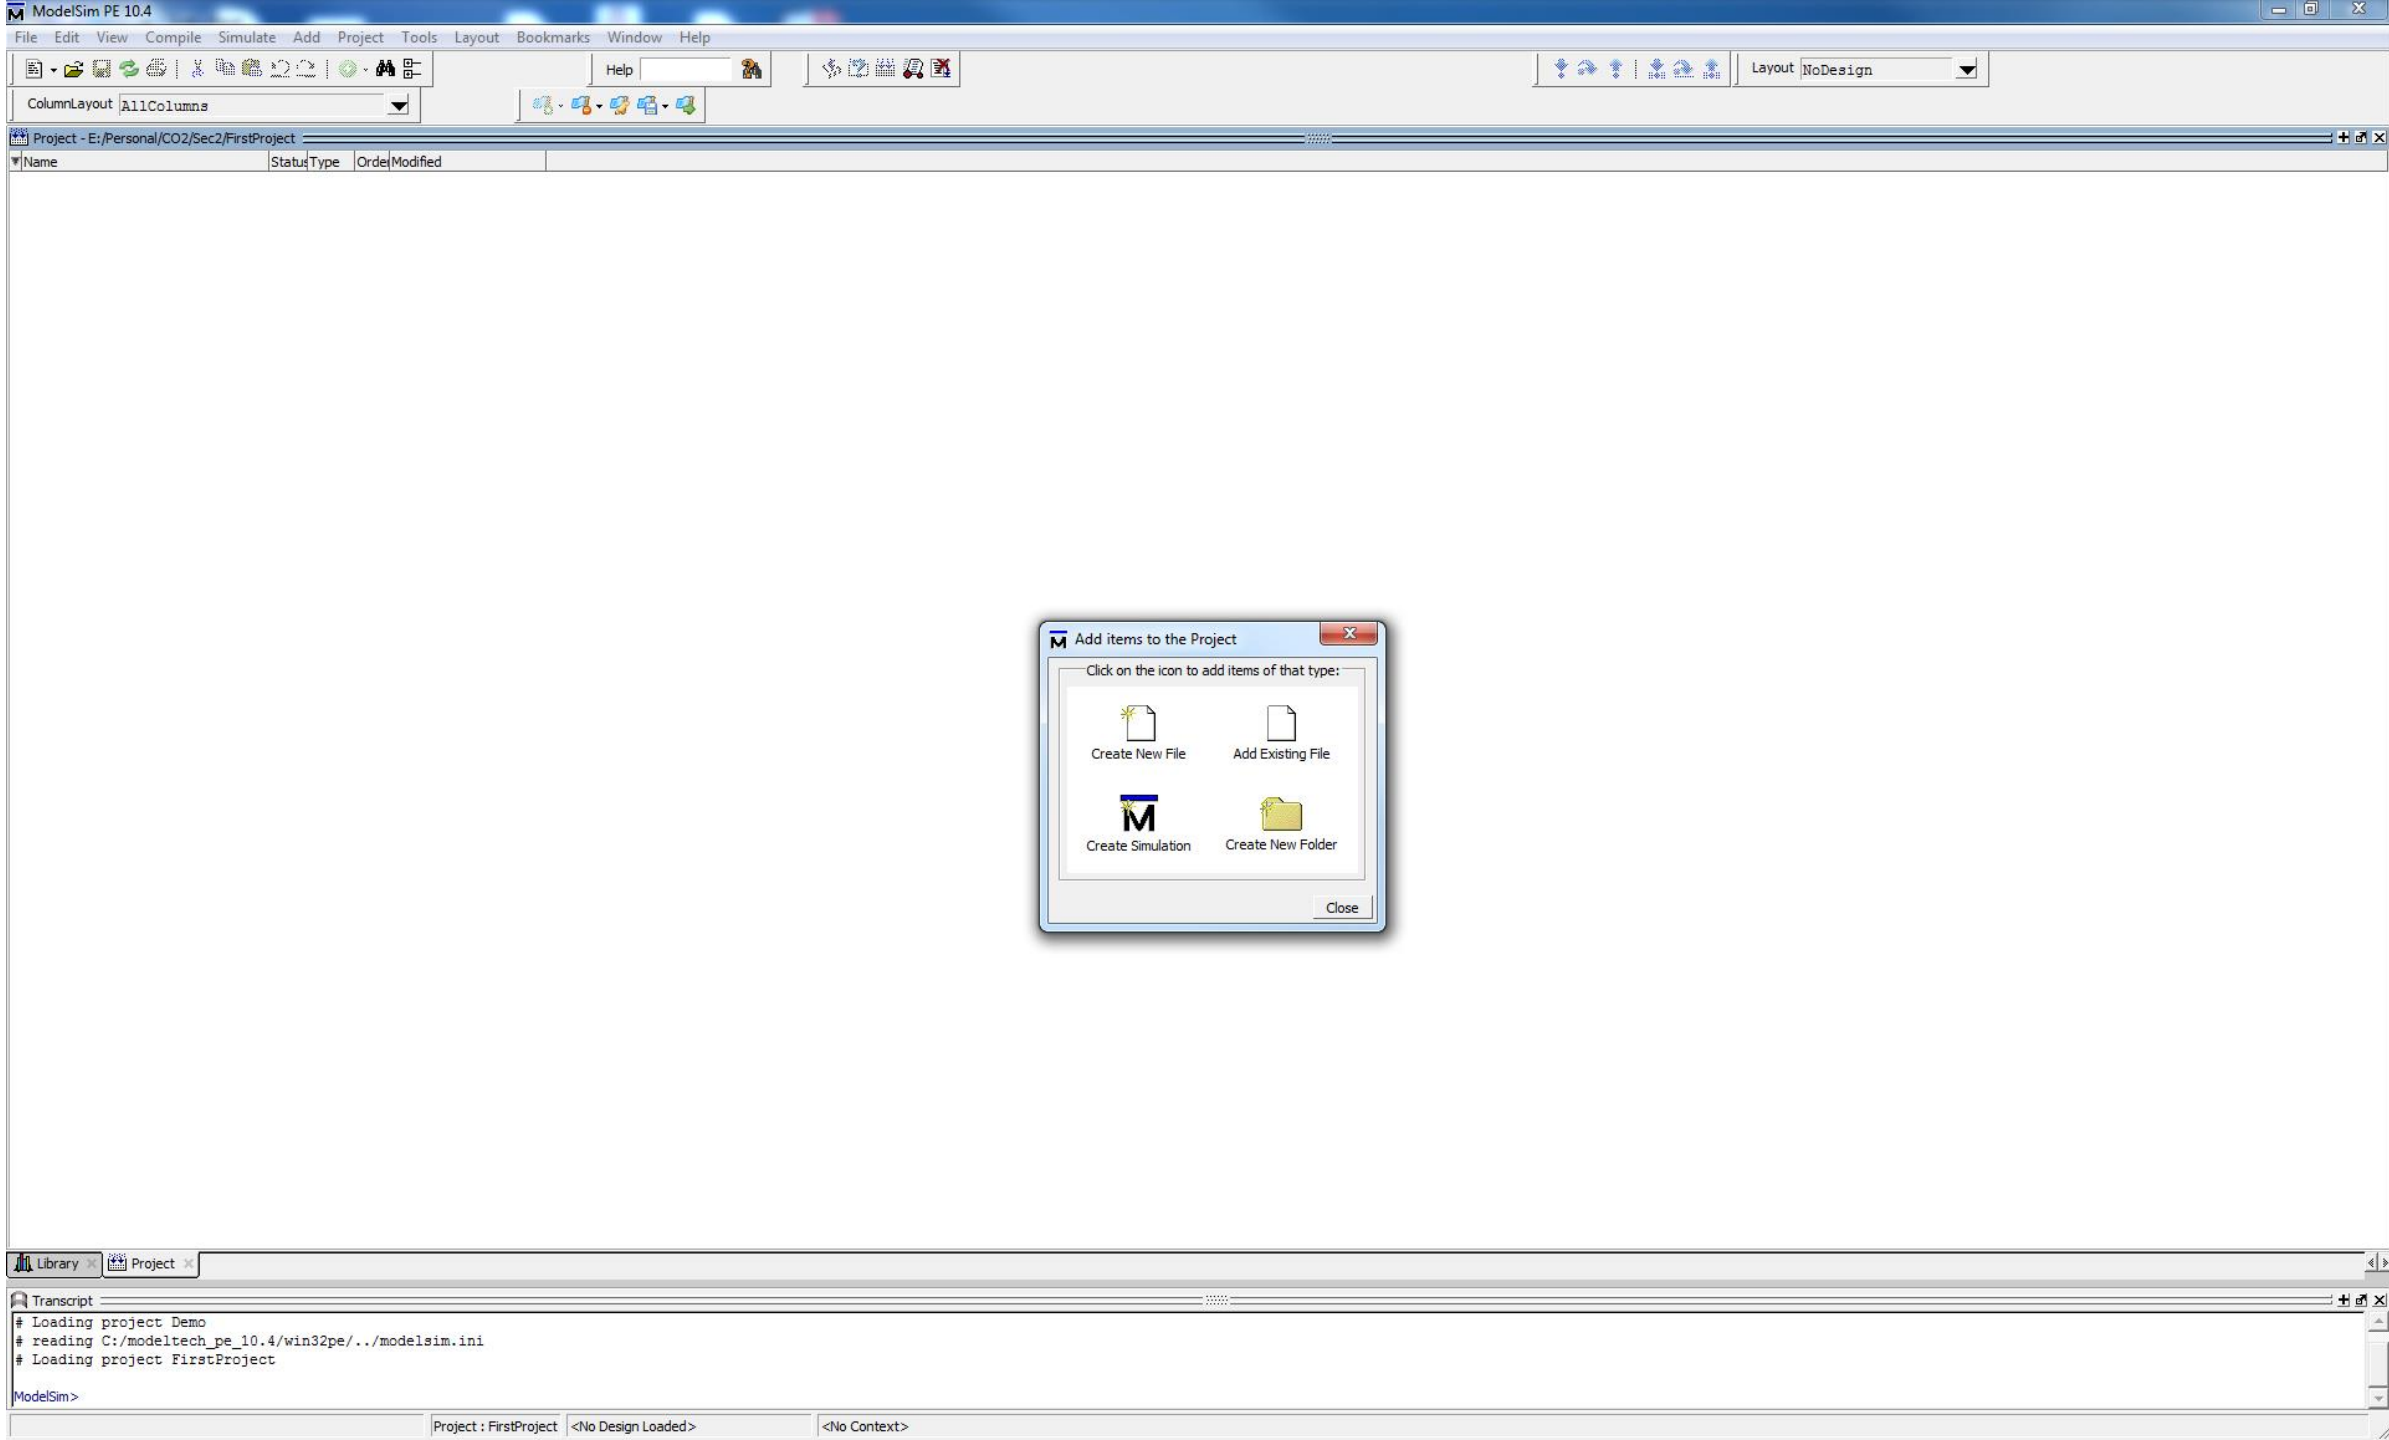 ModelSim PE 10.4
File Edit View Compile Simulate Add Project Tools Layout Bookmarks Window Help
Help
Layout NoDesign
ColumnLayout AllColumns
Project - E:/Personal/CO2/Sec2/FirstProject
Name Status Type Order Modified
Add items to the Project
Click on the icon to add items of that type:
Create New File Add Existing File
Create Simulation Create New Folder
Close
Library Project
Transcript
# Loading project Demo
# reading C:/modeltech_pe_10.4/win32pe/../modelsim.ini
# Loading project FirstProject
ModelSim>
Project : FirstProject <No Design Loaded> <No Context>